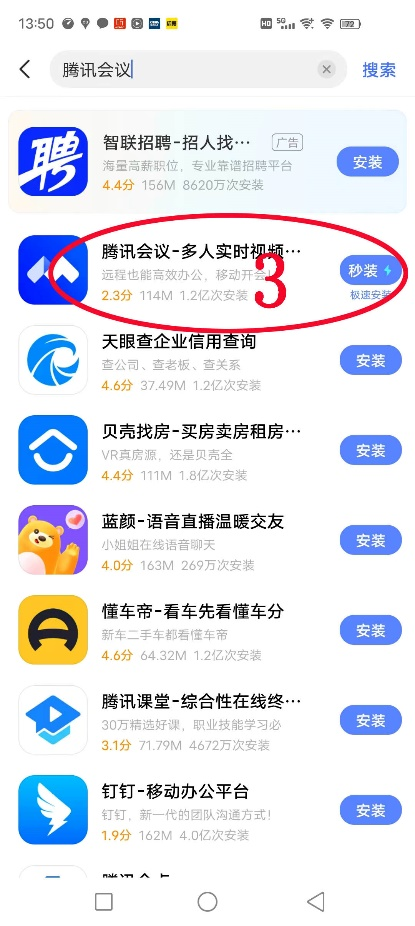 13:50
HD 5G 72
腾讯会议
搜索
聘
智联招聘-招人找…
广告
海量高薪职位，专业靠谱招聘平台
4.4分 156M 8620万次安装
安装
腾讯会议-多人实时视频…
远程也能高效办公，移动开会!
2.3分 114M 1.2亿次安装
秒装
极速安装
3
天眼查企业信用查询
查公司、查老板、查关系
4.6分 37.49M 1.2亿次安装
安装
贝壳找房-买房卖房租房…
VR真房源，还是贝壳全
4.4分 111M 1.8亿次安装
安装
蓝颜-语音直播温暖交友
小姐姐在线语音聊天
4.0分 163M 269万次安装
安装
懂车帝-看车先看懂车分
新车二手车都看懂车帝
4.6分 64.32M 1.2亿次安装
安装
腾讯课堂-综合性在线终…
30万精选好课，职业技能学习必
3.1分 71.79M 4672万次安装
安装
钉钉-移动办公平台
钉钉，新一代的团队沟通方式!
1.9分 162M 4.0亿次安装
安装